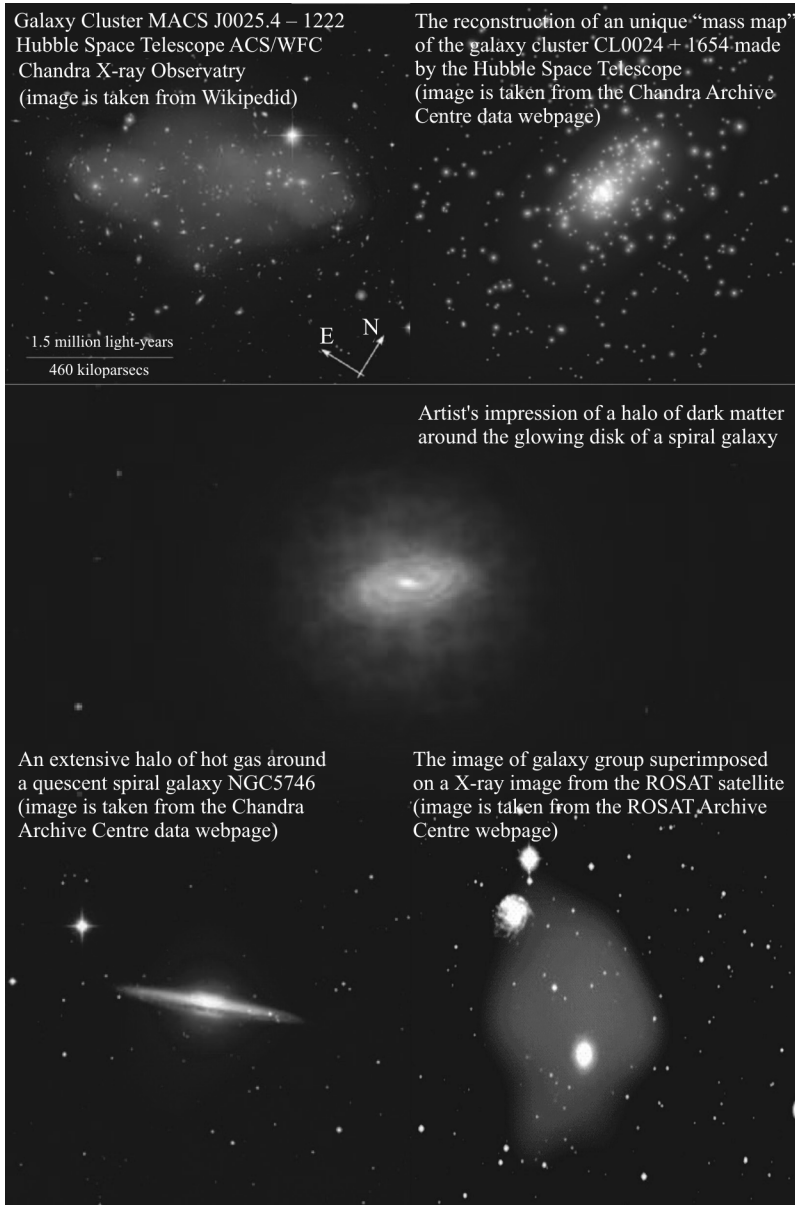 Galaxy Cluster MACS J0025.4 – 1222
Hubble Space Telescope ACS/WFC
Chandra X-ray Observatry
(image is taken from Wikipedid)
The reconstruction of an unique “mass map”
of the galaxy cluster CL0024 + 1654 made
by the Hubble Space Telescope
(image is taken from the Chandra Archive
Centre data webpage)
E
N
1.5 million light-years
460 kiloparsecs
Artist's impression of a halo of dark matter
around the glowing disk of a spiral galaxy
An extensive halo of hot gas around
a quescent spiral galaxy NGC5746
(image is taken from the Chandra
Archive Centre data webpage)
The image of galaxy group superimposed
on a X-ray image from the ROSAT satellite
(image is taken from the ROSAT Archive
Centre webpage)